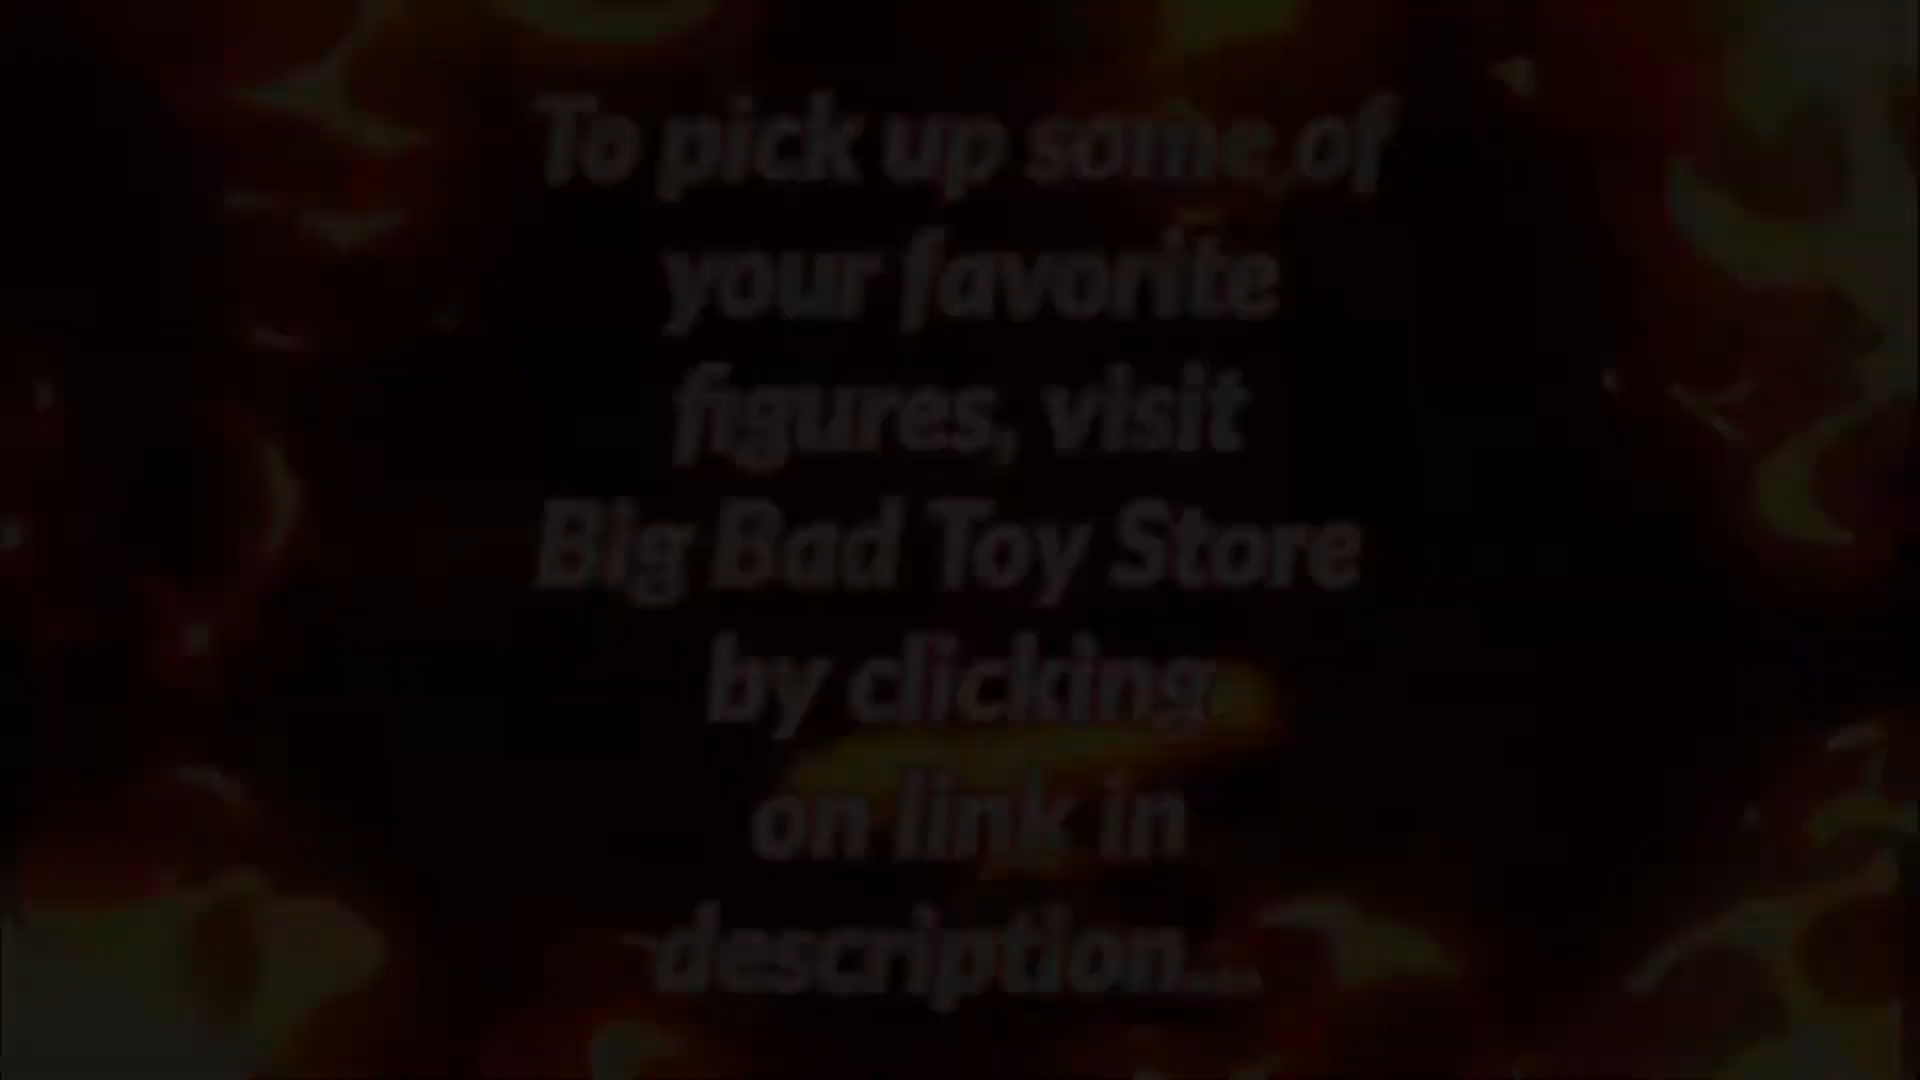 To pick up some of
your favorite
figures, visit
Big Bad Toy Store
by clicking
on link in
description...